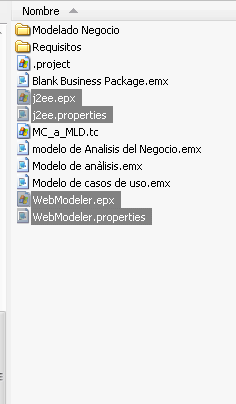 Nombre
Modelado Negocio
Requisitos
.project
Blank Business Package.emx
j2ee.epx
j2ee.properties
MC_a_MLD.tc
modelo de Analisis del Negocio.emx
Modelo de anàlisis.emx
Modelo de casos de uso.emx
WebModeler.epx
WebModeler.properties